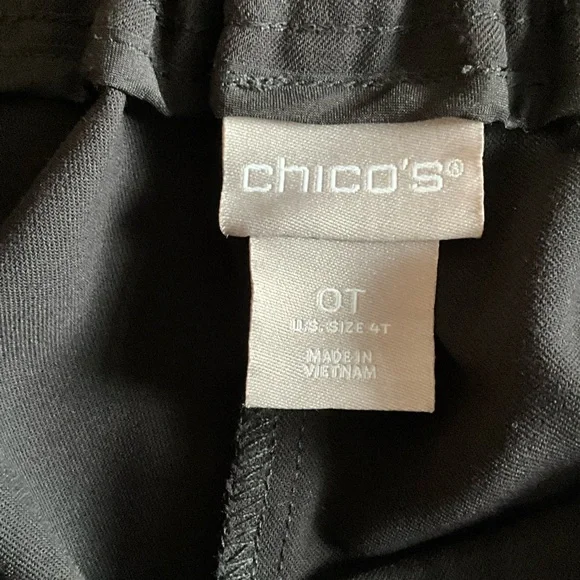 chico's®
0T
U.S. SIZE 4T
MADE IN
VIETNAM